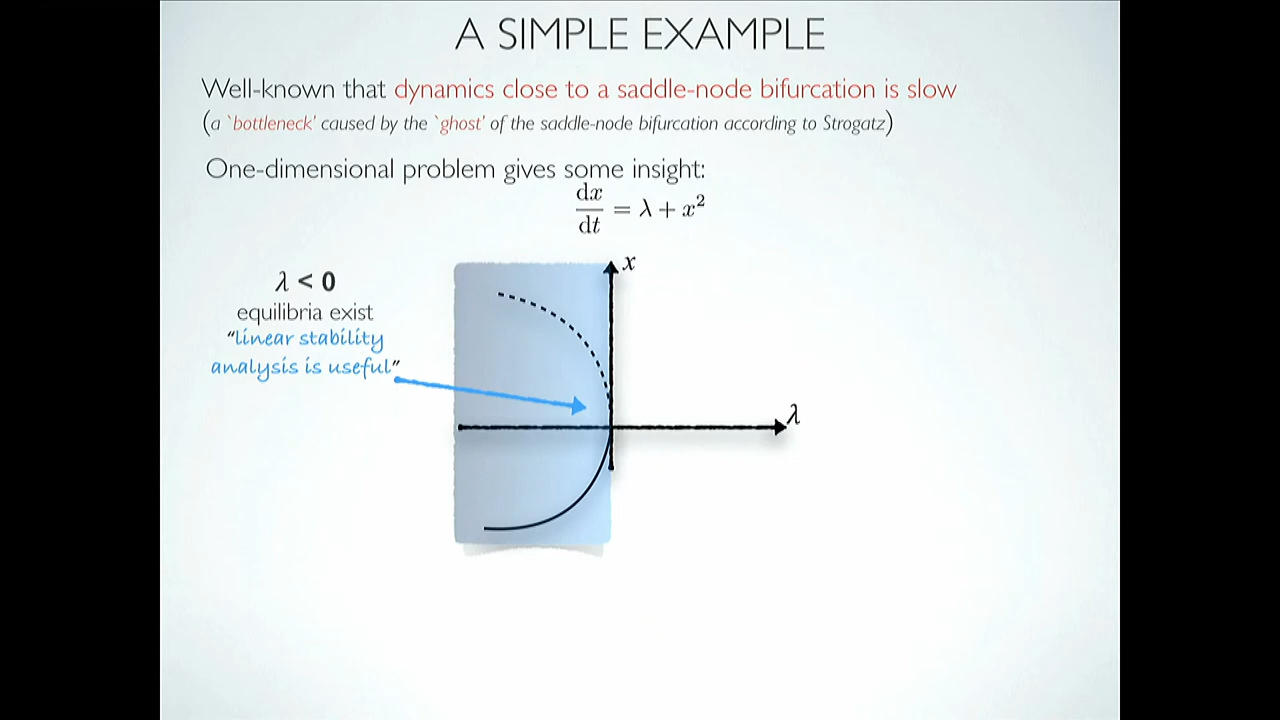 A SIMPLE EXAMPLE
Well-known that dynamics close to a saddle-node bifurcation is slow
(a `bottleneck' caused by the `ghost' of the saddle-node bifurcation according to Strogatz)
One-dimensional problem gives some insight:
dx/dt = λ + x²
x
λ < 0
equilibria exist
"linear stability
analysis is useful"
λ